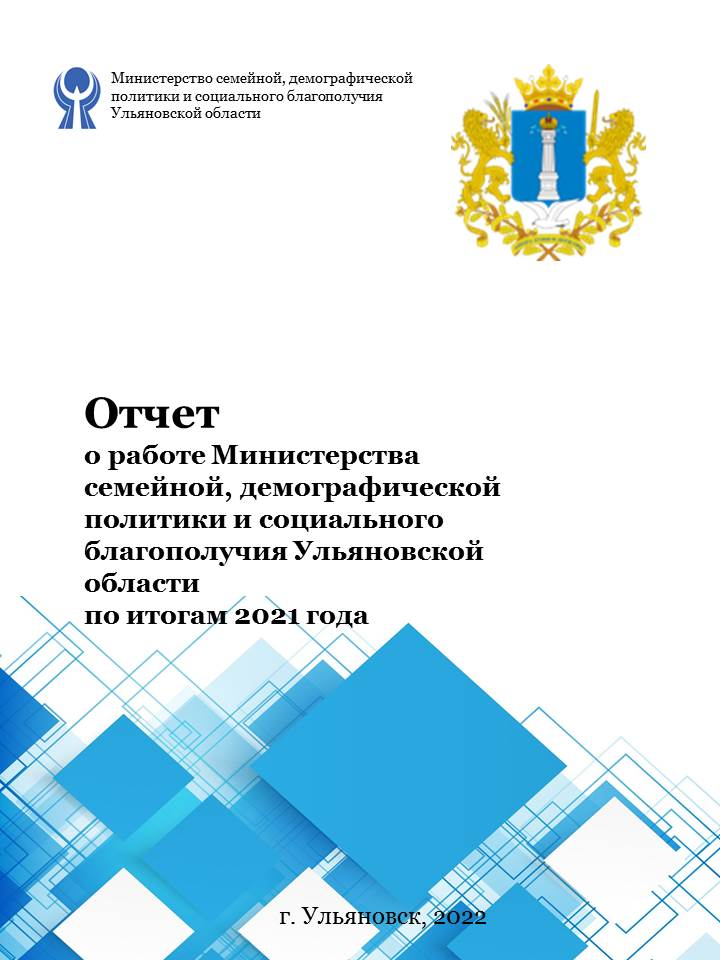 Министерство семейной, демографической
политики и социального благополучия
Ульяновской области
Отчет
о работе Министерства
семейной, демографической
политики и социального
благополучия Ульяновской
области
по итогам 2021 года
г. Ульяновск, 2022